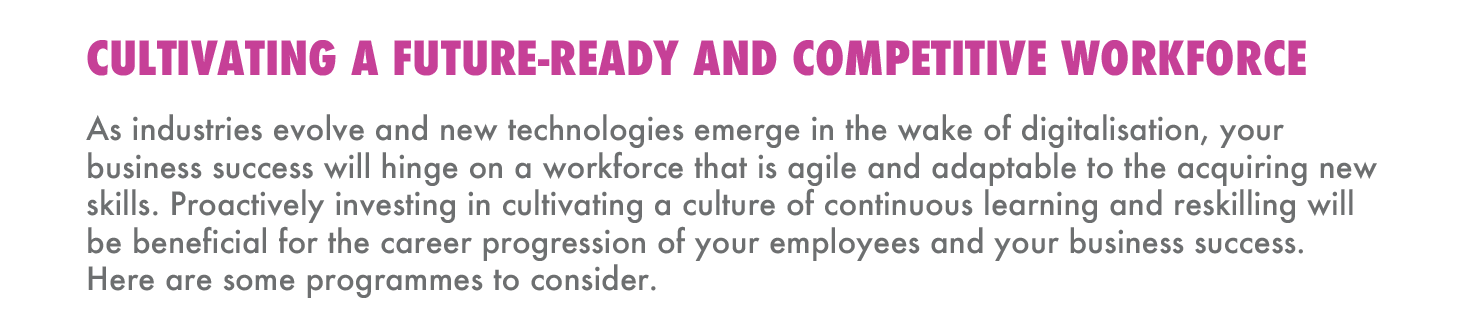 CULTIVATING A FUTURE-READY AND COMPETITIVE WORKFORCE
As industries evolve and new technologies emerge in the wake of digitalisation, your
business success will hinge on a workforce that is agile and adaptable to the acquiring new
skills. Proactively investing in cultivating a culture of continuous learning and reskilling will
be beneficial for the career progression of your employees and your business success.
Here are some programmes to consider.